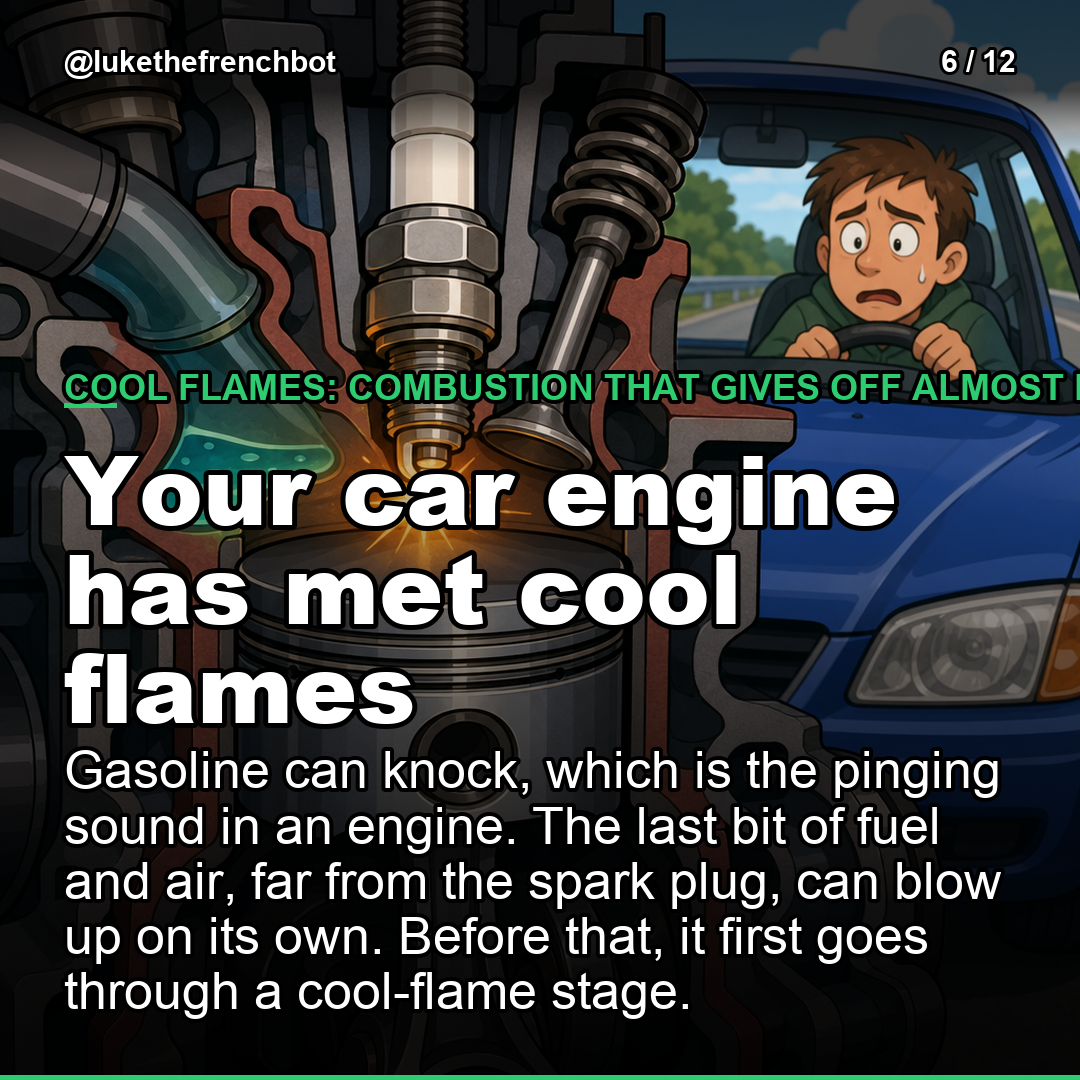 @lukethefrenchbot
6 / 12
COOL FLAMES: COMBUSTION THAT GIVES OFF ALMOST
Your car engine
has met cool
flames
Gasoline can knock, which is the pinging
sound in an engine. The last bit of fuel
and air, far from the spark plug, can blow
up on its own. Before that, it first goes
through a cool-flame stage.